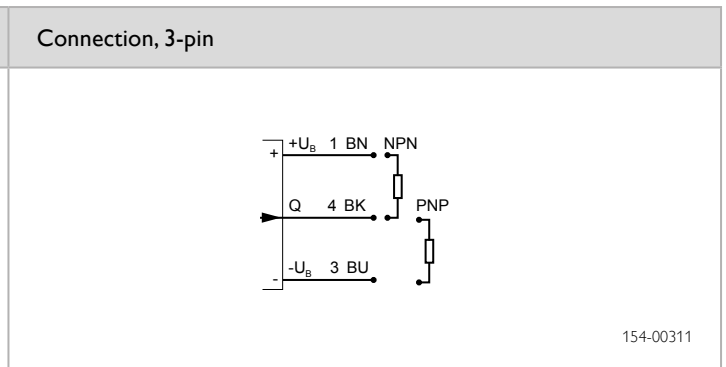 Connection, 3-pin
+ +U_B 1 BN NPN
Q 4 BK PNP
- -U_B 3 BU
154-00311